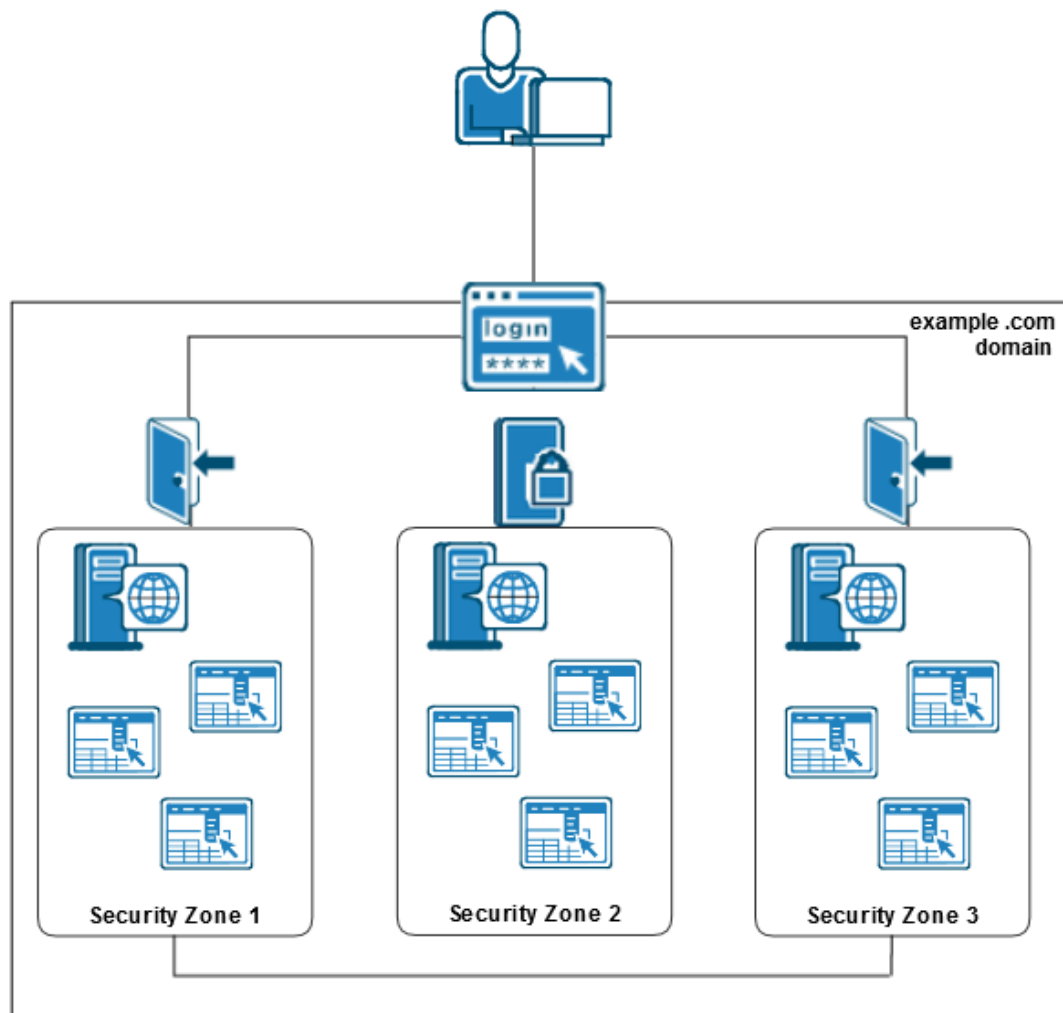 example .com
domain
login
****
Security Zone 1
Security Zone 2
Security Zone 3